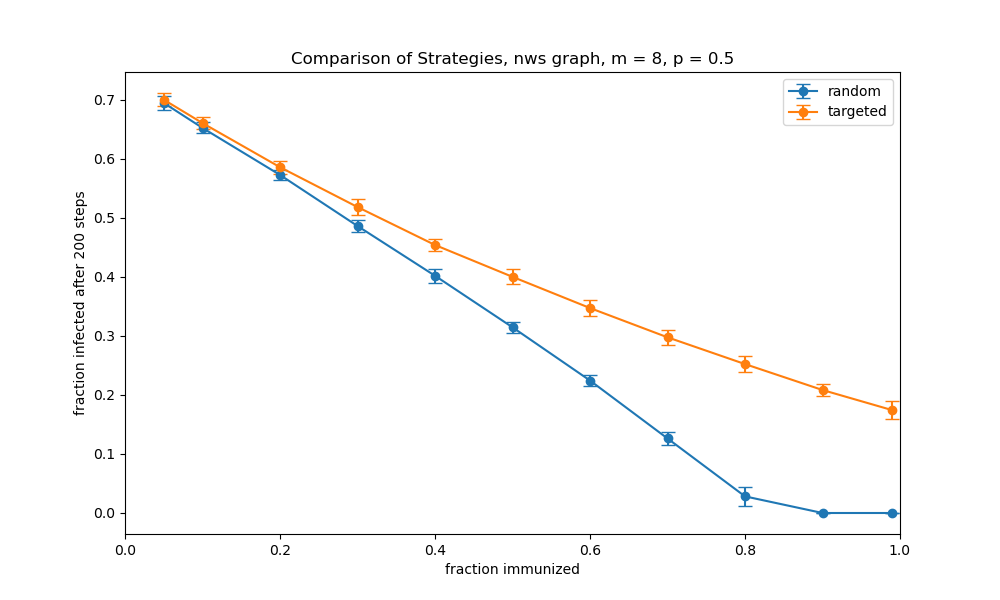 Comparison of Strategies, nws graph, m = 8, p = 0.5
random
targeted
0.7
0.6
0.5
0.4
0.3
0.2
0.1
0.0
fraction infected after 200 steps
0.0 0.2 0.4 0.6 0.8 1.0
fraction immunized